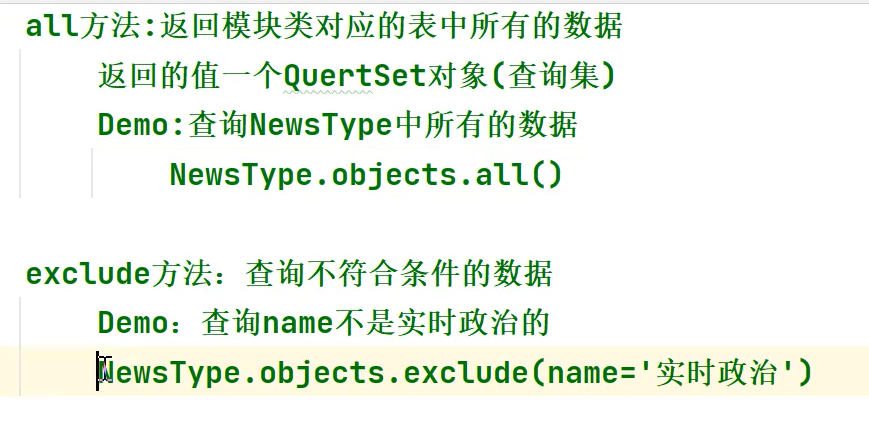 all方法:返回模块类对应的表中所有的数据
返回的值一个QuertSet对象(查询集)
Demo:查询NewsType中所有的数据
NewsType.objects.all()
exclude方法：查询不符合条件的数据
Demo：查询name不是实时政治的
NewsType.objects.exclude(name='实时政治')